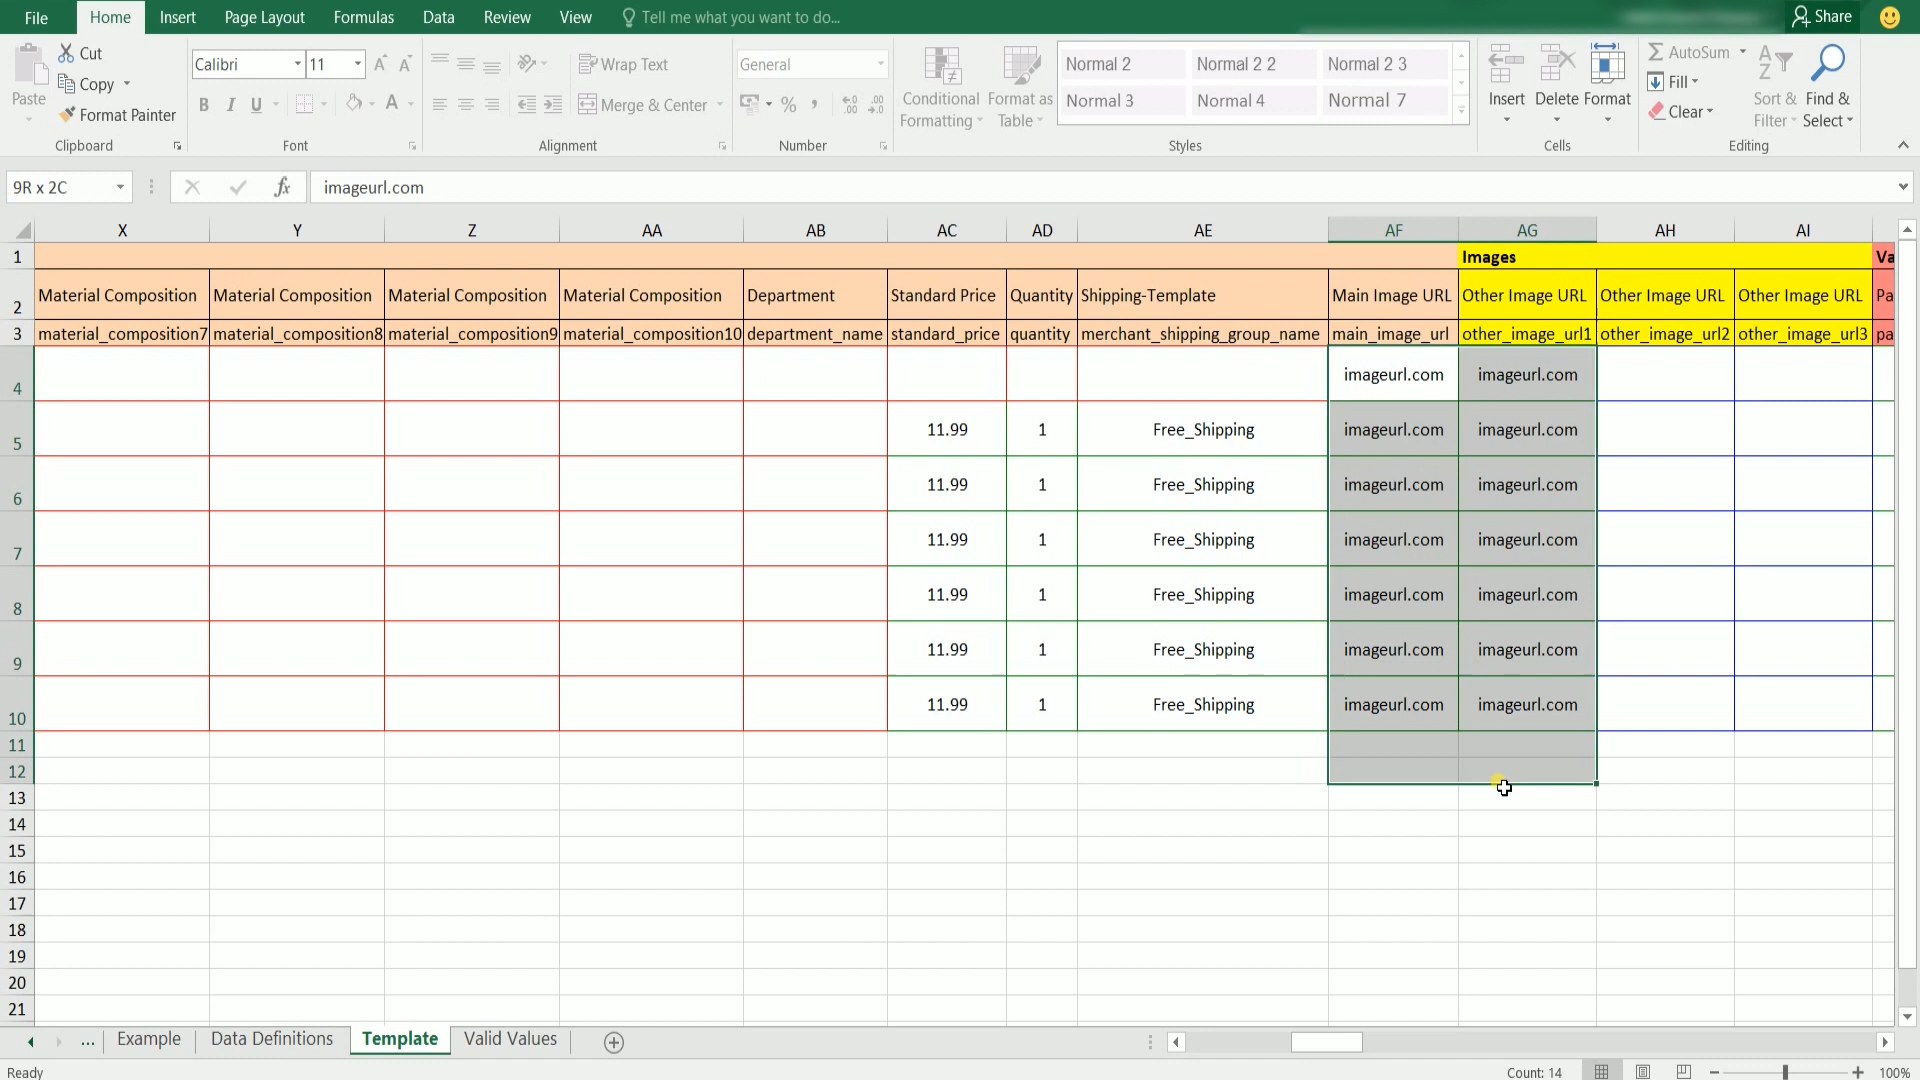 File Home Insert Page Layout Formulas Data Review View Tell me what you want to do... Share
Paste Cut Copy Format Painter Clipboard
Calibri 11 B I U A Font
Wrap Text Merge & Center Alignment
General % , Number
Conditional Formatting Format as Table
Normal 2 Normal 2 2 Normal 2 3
Normal 3 Normal 4 Normal 7
Styles
Insert Delete Format Cells
AutoSum Fill Clear Sort & Filter Find & Select Editing
9R x 2C fx imageurl.com
X Y Z AA AB AC AD AE AF AG AH AI
1 Images Va
2 Material Composition Material Composition Material Composition Material Composition Department Standard Price Quantity Shipping-Template Main Image URL Other Image URL Other Image URL Other Image URL Pa
3 material_composition7 material_composition8 material_composition9 material_composition10 department_name standard_price quantity merchant_shipping_group_name main_image_url other_image_url1 other_image_url2 other_image_url3 pa
4 imageurl.com imageurl.com
5 11.99 1 Free_Shipping imageurl.com imageurl.com
6 11.99 1 Free_Shipping imageurl.com imageurl.com
7 11.99 1 Free_Shipping imageurl.com imageurl.com
8 11.99 1 Free_Shipping imageurl.com imageurl.com
9 11.99 1 Free_Shipping imageurl.com imageurl.com
10 11.99 1 Free_Shipping imageurl.com imageurl.com
11
12
13
14
15
16
17
18
19
20
21
... Example Data Definitions Template Valid Values
Ready Count: 14 100%